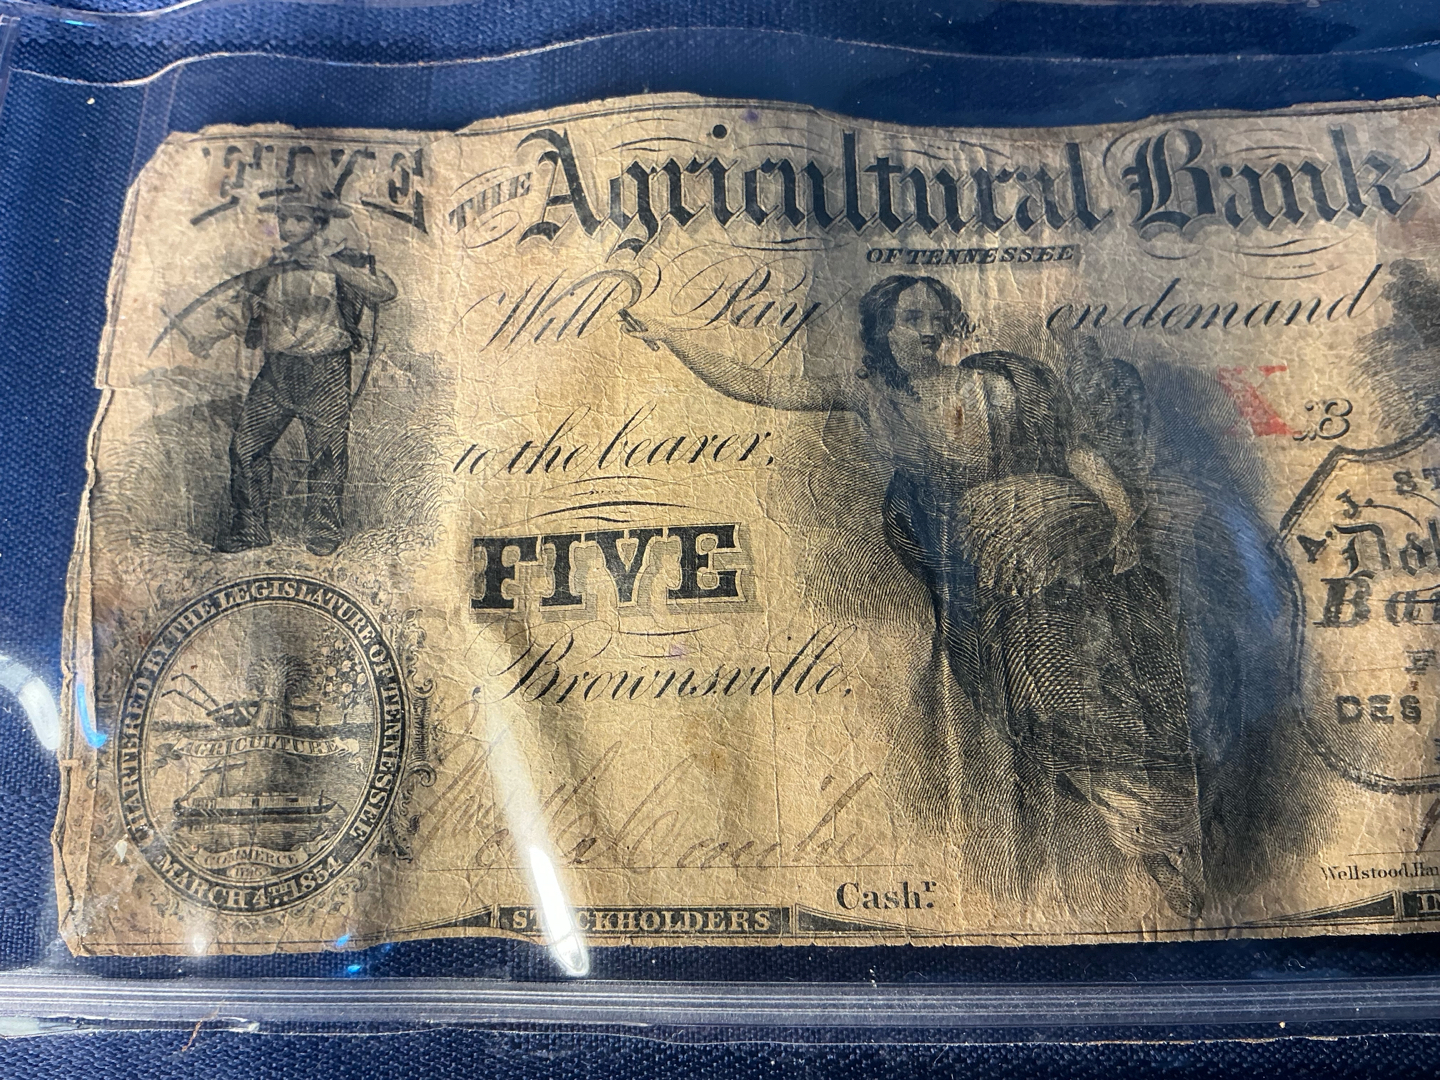 FIVE
THE Agricultural Bank
OF TENNESSEE
Will Pay on demand
to the bearer,
FIVE
Brownsville,
CHARTERED BY THE LEGISLATURE OF TENNESSEE
MARCH 4TH 1854
AGRICULTURE
COMMERCE
Cash.r
STOCKHOLDERS
18
DES
Wellstood,